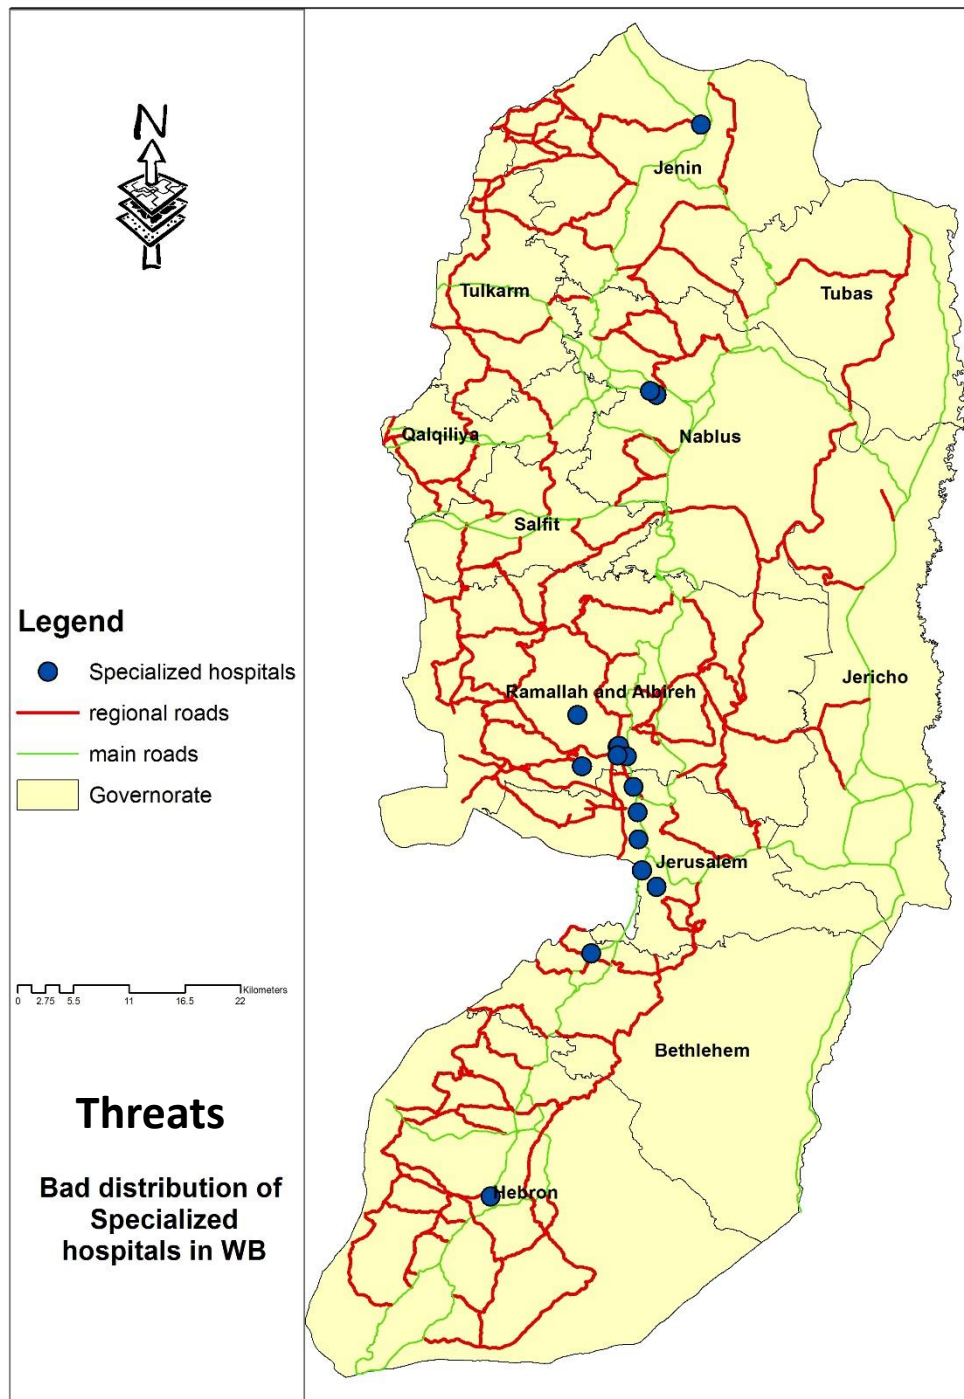 N
Legend
Specialized hospitals
regional roads
main roads
Governorate
Kilometers
0 2.75 5.5 11 16.5 22
Threats
Bad distribution of
Specialized
hospitals in WB
Jenin
Tulkarm
Tubas
Qalqiliya
Nablus
Salfit
Jericho
Ramallah and Albireh
Jerusalem
Bethlehem
Hebron